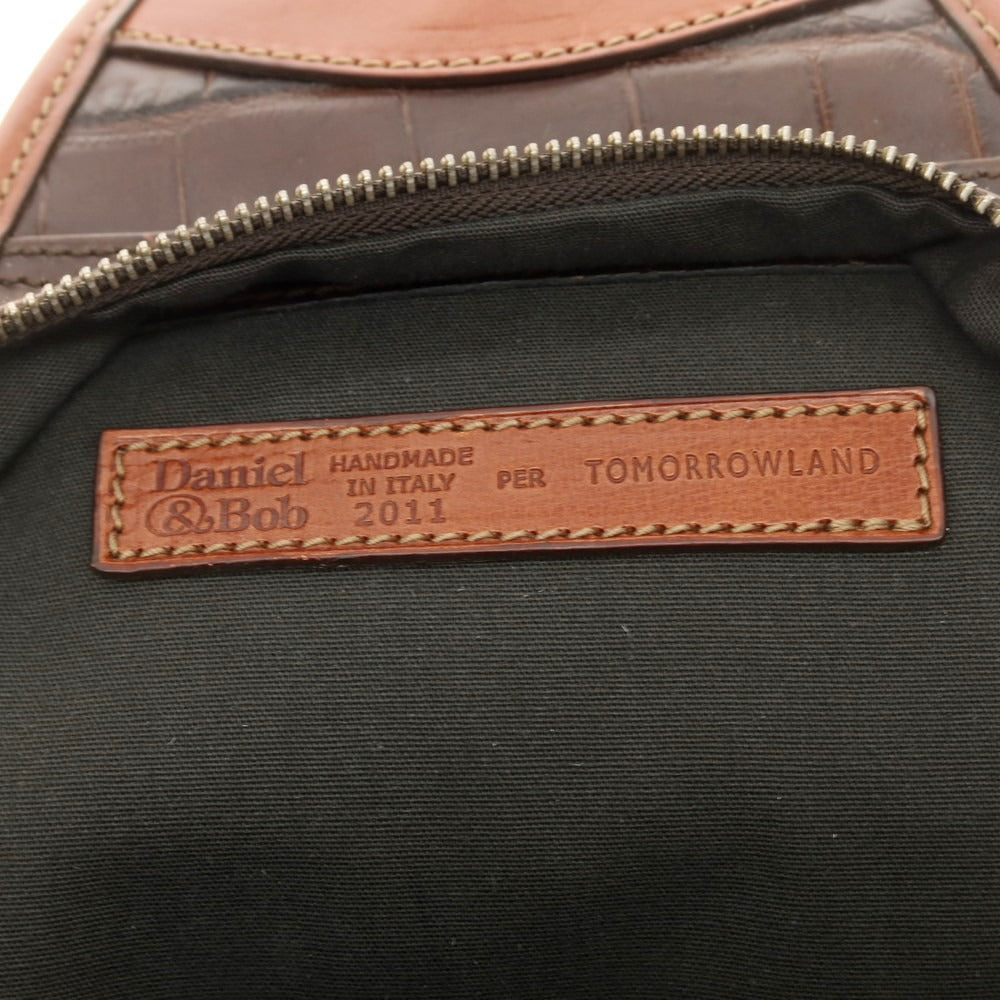 Daniel
&Bob
HANDMADE
IN ITALY
2011
PER
TOMORROWLAND